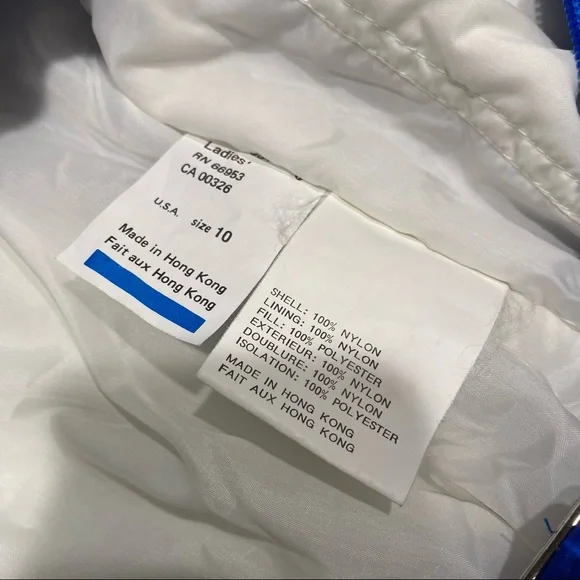 Ladies'
RN 66953
CA 00326
U.S.A. size 10
Made in Hong Kong
Fait aux Hong Kong
SHELL: 100% NYLON
LINING: 100% NYLON
FILL: 100% POLYESTER
EXTERIEUR: 100% NYLON
DOUBLURE: 100% NYLON
ISOLATION: 100% POLYESTER
MADE IN HONG KONG
FAIT AUX HONG KONG